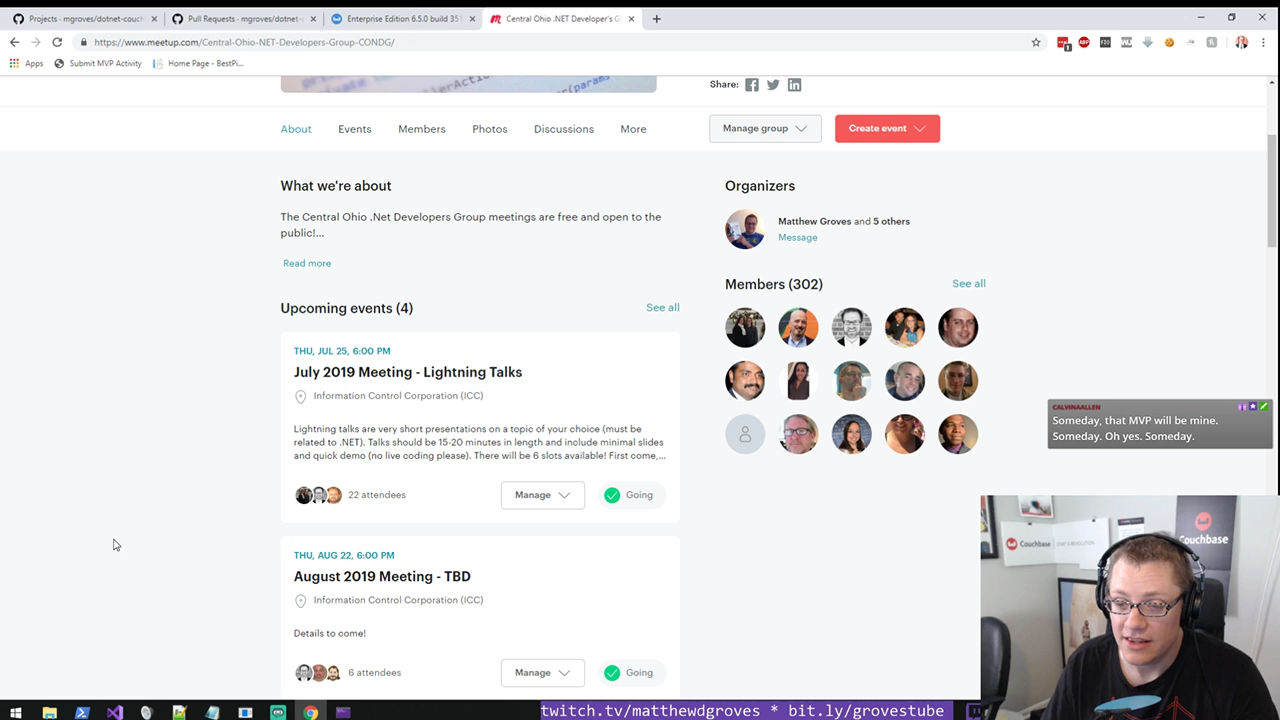 Projects - mgroves/dotnet-couch
Pull Requests - mgroves/dotnet-c
Enterprise Edition 6.5.0 build 351
Central Ohio .NET Developer's G
https://www.meetup.com/Central-Ohio-NET-Developers-Group-CONDG/
Apps
Submit MVP Activity
Home Page - BestPi...
Share:
About
Events
Members
Photos
Discussions
More
Manage group
Create event
What we're about
The Central Ohio .Net Developers Group meetings are free and open to the
public!...
Read more
Organizers
Matthew Groves and 5 others
Message
Members (302)
See all
Upcoming events (4)
See all
THU, JUL 25, 6:00 PM
July 2019 Meeting - Lightning Talks
Information Control Corporation (ICC)
Lightning talks are very short presentations on a topic of your choice (must be
related to .NET). Talks should be 15-20 minutes in length and include minimal slides
and quick demo (no live coding please). There will be 6 slots available! First come,...
22 attendees
Manage
Going
THU, AUG 22, 6:00 PM
August 2019 Meeting - TBD
Information Control Corporation (ICC)
Details to come!
6 attendees
Manage
Going
CALVINAALLEN
Someday, that MVP will be mine.
Someday. Oh yes. Someday.
Couchbase
Couchbase
twitch.tv/matthewdgroves * bit.ly/grovestube